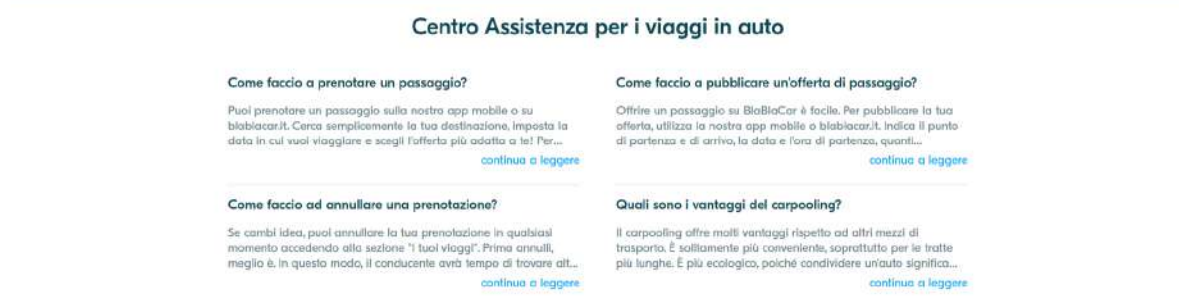 Centro Assistenza per i viaggi in auto
Come faccio a prenotare un passaggio?
Puoi prenotare un passaggio sulla nostra app mobile o su
blablacar.it. Cerca semplicemente la tua destinazione, imposta la
data in cui vuoi viaggiare e scegli l'offerta più adatta a te! Per...
continua a leggere
Come faccio a pubblicare un'offerta di passaggio?
Offrire un passaggio su BlaBlaCar è facile. Per pubblicare la tua
offerta, utilizza la nostra app mobile o blablacar.it. Indica il punto
di partenza e di arrivo, la data e l'ora di partenza, quanti...
continua a leggere
Come faccio ad annullare una prenotazione?
Se cambi idea, puoi annullare la tua prenotazione in qualsiasi
momento accedendo alla sezione "I tuoi viaggi". Prima annulli,
meglio è. In questo modo, il conducente avrà tempo di trovare alt...
continua a leggere
Quali sono i vantaggi del carpooling?
Il carpooling offre molti vantaggi rispetto ad altri mezzi di
trasporto. È solitamente più conveniente, soprattutto per le tratte
più lunghe. È più ecologico, poiché condividere un'auto significa...
continua a leggere